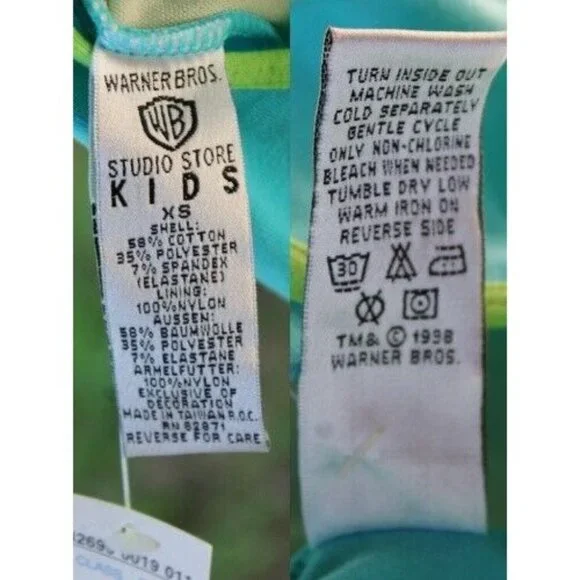 WARNER BROS.
WB
STUDIO STORE
KIDS
XS
SHELL:
58% COTTON
35% POLYESTER
7% SPANDEX
(ELASTANE)
LINING:
100%NYLON
AUSSEN:
58% BAUMWOLLE
35% POLYESTER
7% ELASTANE
ARMELFUTTER:
100%NYLON
EXCLUSIVE OF
DECORATION
MADE IN TAIWAN R.O.C.
RN 82871
REVERSE FOR CARE
CLASS
TURN INSIDE OUT
MACHINE WASH
COLD SEPARATELY
GENTLE CYCLE
ONLY NON-CHLORINE
BLEACH WHEN NEEDED
TUMBLE DRY LOW
WARM IRON ON
REVERSE SIDE
30
TM& © 1998
WARNER BROS.